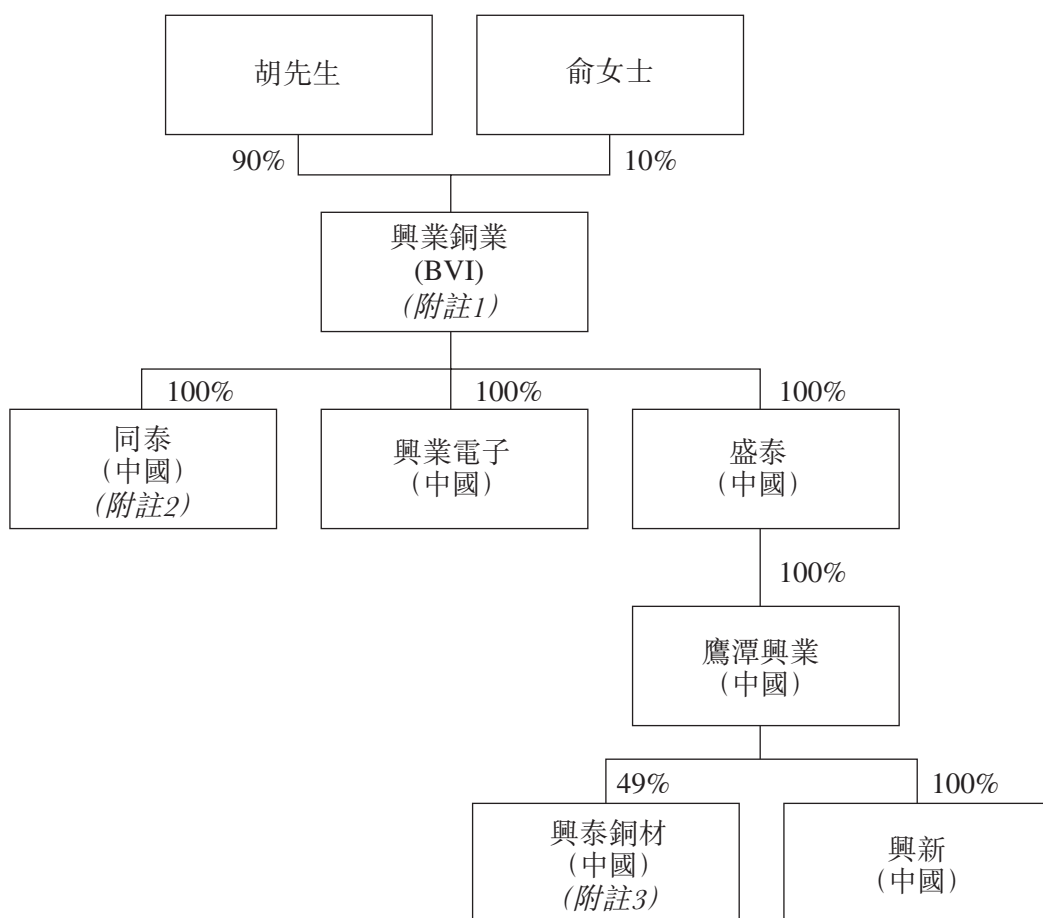 胡先生
俞女士
90%
10%
興業銅業
(BVI)
(附註1)
100%
100%
100%
同泰
(中國)
(附註2)
興業電子
(中國)
盛泰
(中國)
100%
鷹潭興業
(中國)
49%
100%
興泰銅材
(中國)
(附註3)
興新
(中國)